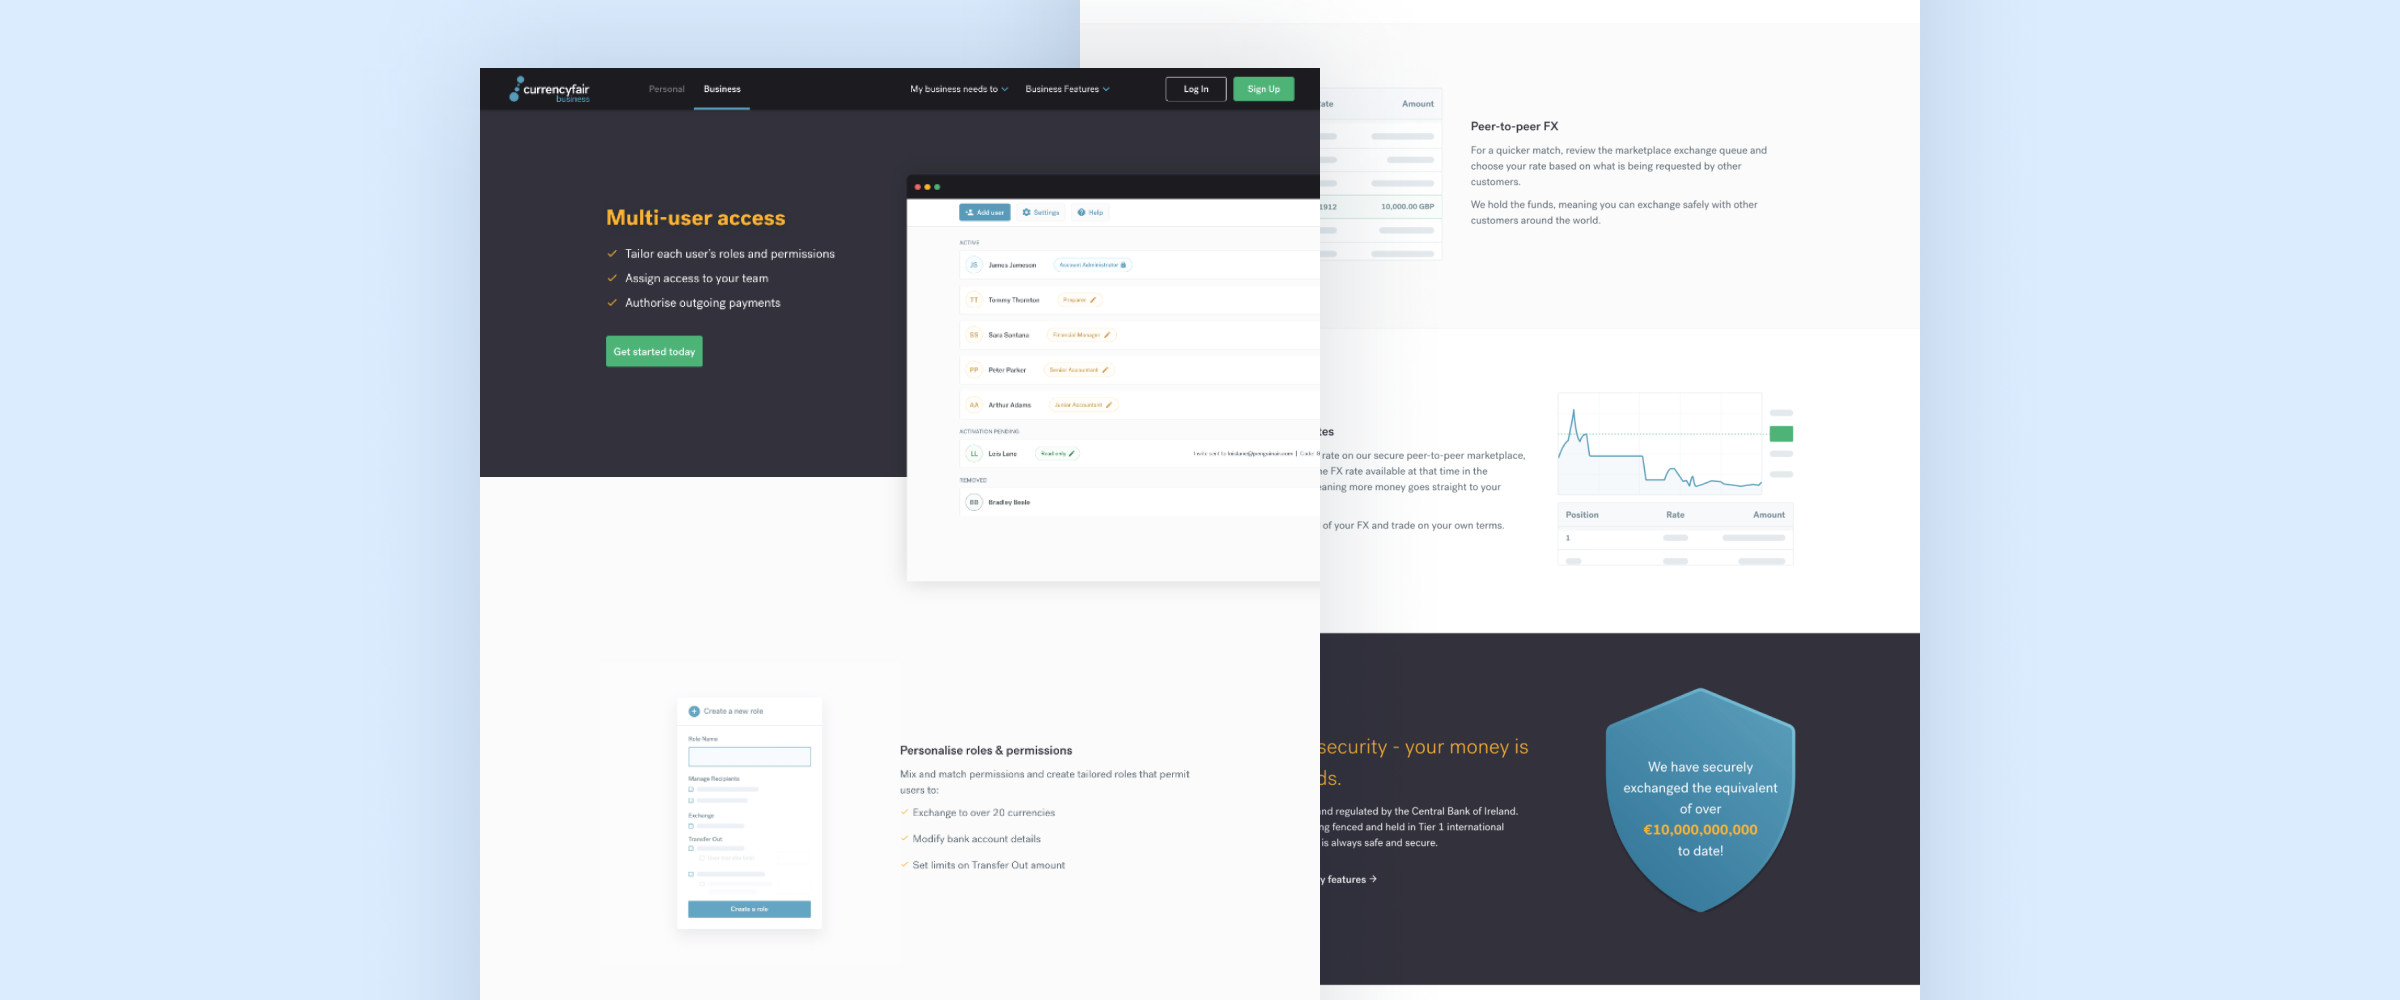 currencyfair
business
Personal
Business
My business needs to
Business Features
Log In
Sign Up
Multi-user access
Tailor each user's roles and permissions
Assign access to your team
Authorise outgoing payments
Get started today
Add user
Settings
Help
ACTIVE
JS James Jameson Account Administrator
TT Tommy Thornton Preparer
SS Sara Santana Financial Manager
PP Peter Parker Senior Accountant
AA Arthur Adams Junior Accountant
ACTIVATION PENDING
LL Lois Lane Read only Invite sent to loislane@penguinair.com | Code:
REMOVED
BB Bradley Beale
Create a new role
Role Name
Manage Recipients
Exchange
Transfer Out
Create a role
Personalise roles & permissions
Mix and match permissions and create tailored roles that permit
users to:
Exchange to over 20 currencies
Modify bank account details
Set limits on Transfer Out amount
ate Amount
1912 10,000.00 GBP
Peer-to-peer FX
For a quicker match, review the marketplace exchange queue and
choose your rate based on what is being requested by other
customers.
We hold the funds, meaning you can exchange safely with other
customers around the world.
tes
rate on our secure peer-to-peer marketplace,
e FX rate available at that time in the
aning more money goes straight to your
of your FX and trade on your own terms.
Position Rate Amount
1
security - your money is
ds.
nd regulated by the Central Bank of Ireland.
ng fenced and held in Tier 1 international
is always safe and secure.
y features →
We have securely
exchanged the equivalent
of over
€10,000,000,000
to date!